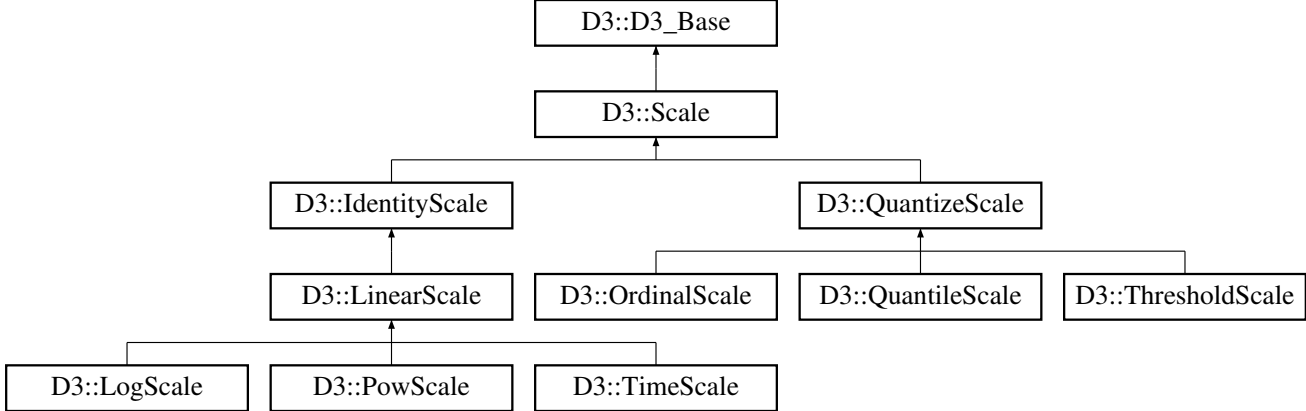 D3::D3_Base
D3::Scale
D3::IdentityScale
D3::QuantizeScale
D3::LinearScale
D3::OrdinalScale
D3::QuantileScale
D3::ThresholdScale
D3::LogScale
D3::PowScale
D3::TimeScale